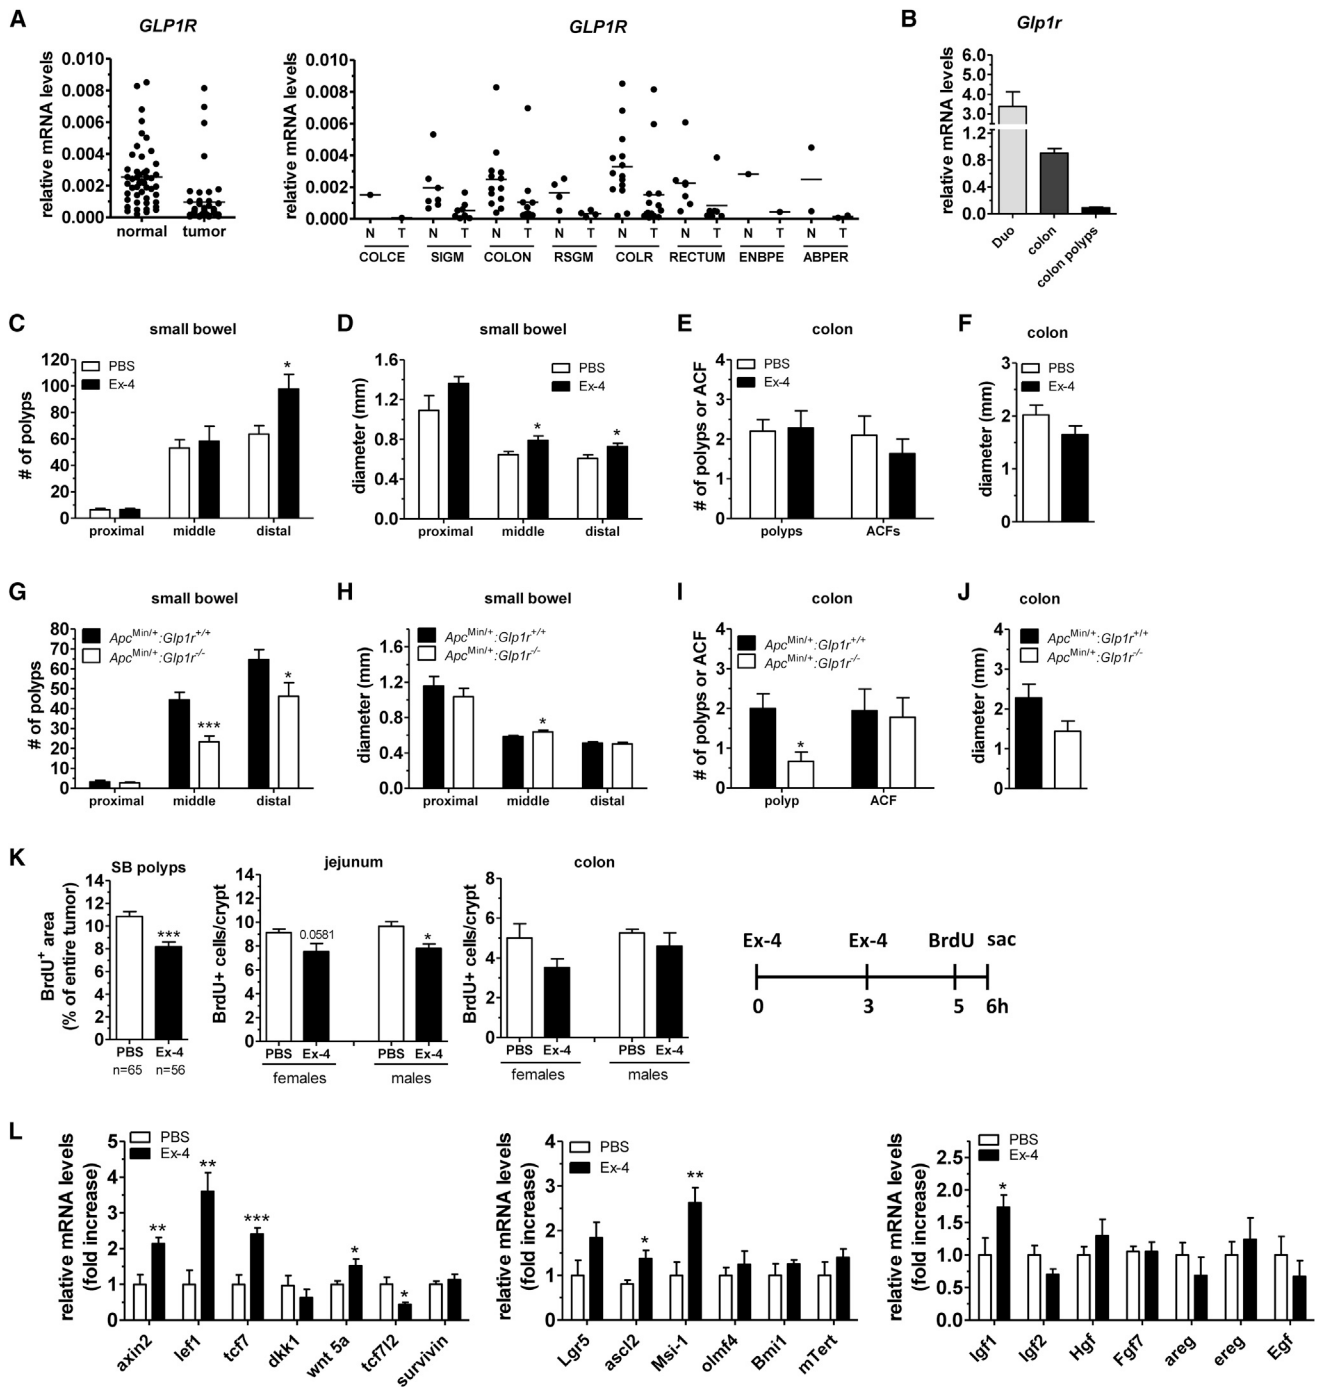 A
GLP1R
relative mRNA levels
0.010
0.008
0.006
0.004
0.002
0.000
normal tumor
GLP1R
relative mRNA levels
0.010
0.008
0.006
0.004
0.002
0.000
N T N T N T N T N T N T N T N T
COLCE SIGM COLON RSGM COLR RECTUM ENBPE ABPER
B
Glp1r
relative mRNA levels
6.0
5.0
4.0
3.0
1.2
0.8
0.4
0.0
Duo colon colon polyps
C
small bowel
PBS
Ex-4
# of polyps
120
100
80
60
40
20
0
*
proximal middle distal
D
small bowel
PBS
Ex-4
diameter (mm)
1.6
1.2
0.8
0.4
0.0
* *
proximal middle distal
E
colon
PBS
Ex-4
# of polyps or ACF
4
3
2
1
0
polyps ACFs
F
colon
PBS
Ex-4
diameter (mm)
3
2
1
0
G
small bowel
ApcMin/+:Glp1r+/+
ApcMin/+:Glp1r-/-
# of polyps
80
70
60
50
40
30
20
10
0
*** *
proximal middle distal
H
small bowel
ApcMin/+:Glp1r+/+
ApcMin/+:Glp1r-/-
diameter (mm)
1.6
1.2
0.8
0.4
0.0
*
proximal middle distal
I
colon
ApcMin/+:Glp1r+/+
ApcMin/+:Glp1r-/-
# of polyps or ACF
4
3
2
1
0
*
polyp ACF
J
colon
ApcMin/+:Glp1r+/+
ApcMin/+:Glp1r-/-
diameter (mm)
4
3
2
1
0
K
SB polyps
BrdU+ area
(% of entire tumor)
14
12
10
8
6
4
2
0
***
PBS Ex-4
n=65 n=56
jejunum
BrdU+ cells/crypt
14
12
10
8
6
4
2
0
0.0581 *
PBS Ex-4 PBS Ex-4
females males
colon
BrdU+ cells/crypt
8
6
4
2
0
PBS Ex-4 PBS Ex-4
females males
Ex-4 Ex-4 BrdU sac
0 3 5 6h
L
relative mRNA levels
(fold increase)
PBS
Ex-4
5
4
3
2
1
0
** ** *** * *
axin2 lef1 tcf7 dkk1 wnt 5a tcf7l2 survivin
relative mRNA levels
(fold increase)
PBS
Ex-4
4
3
2
1
0
* **
Lgr5 ascl2 Msi-1 olmf4 Bmi1 mTert
relative mRNA levels
(fold increase)
PBS
Ex-4
2.5
2.0
1.5
1.0
0.5
0.0
*
Igf1 Igf2 Hgf Fgf7 areg ereg Egf